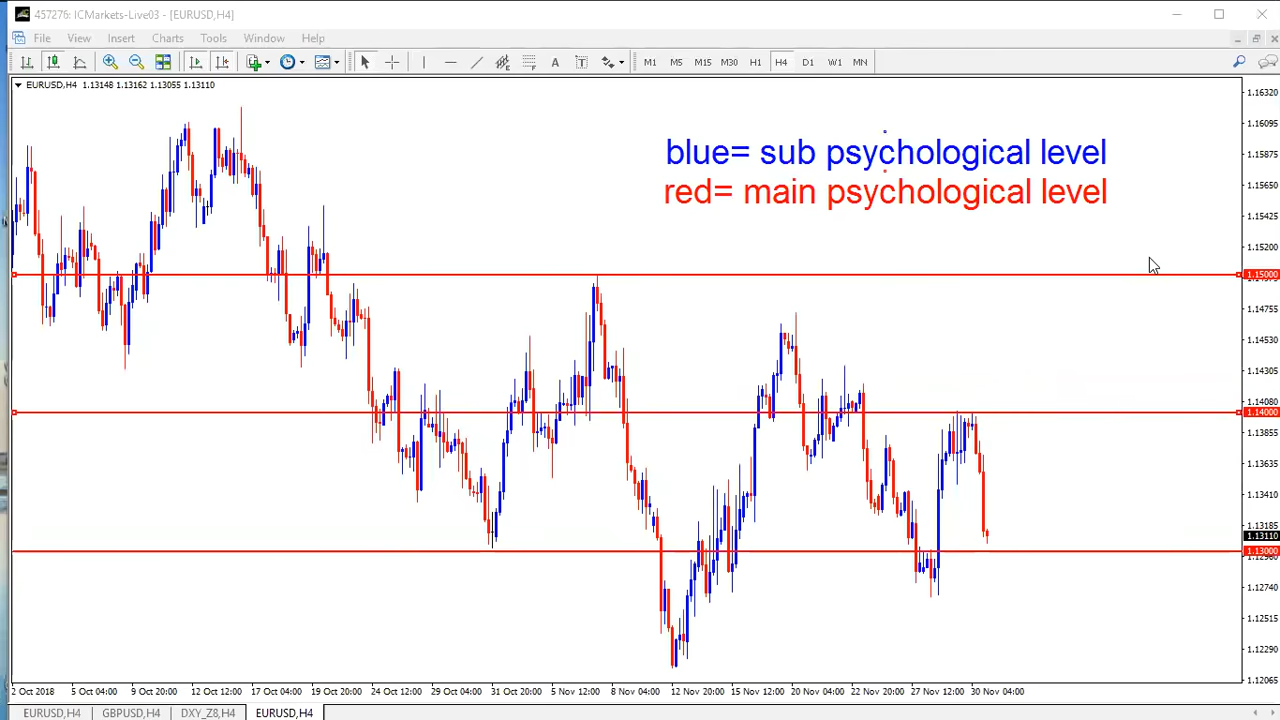 457276: ICMarkets-Live03 - [EURUSD,H4]
File View Insert Charts Tools Window Help
A T M1 M5 M15 M30 H1 H4 D1 W1 MN
EURUSD,H4 1.13148 1.13162 1.13055 1.13110
1.16320
1.16095
blue= sub psychological level
1.15875
red= main psychological level
1.15650
1.15425
1.15200
1.15000
1.14755
1.14530
1.14305
1.14080
1.14000
1.13855
1.13635
1.13410
1.13185
1.13110
1.13000
1.12740
1.12515
1.12290
1.12065
2 Oct 2018 5 Oct 04:00 9 Oct 20:00 12 Oct 12:00 17 Oct 04:00 19 Oct 20:00 24 Oct 12:00 29 Oct 04:00 31 Oct 20:00 5 Nov 12:00 8 Nov 04:00 12 Nov 20:00 15 Nov 12:00 20 Nov 04:00 22 Nov 20:00 27 Nov 12:00 30 Nov 04:00
EURUSD,H4 GBPUSD,H4 DXY_Z8,H4 EURUSD,H4